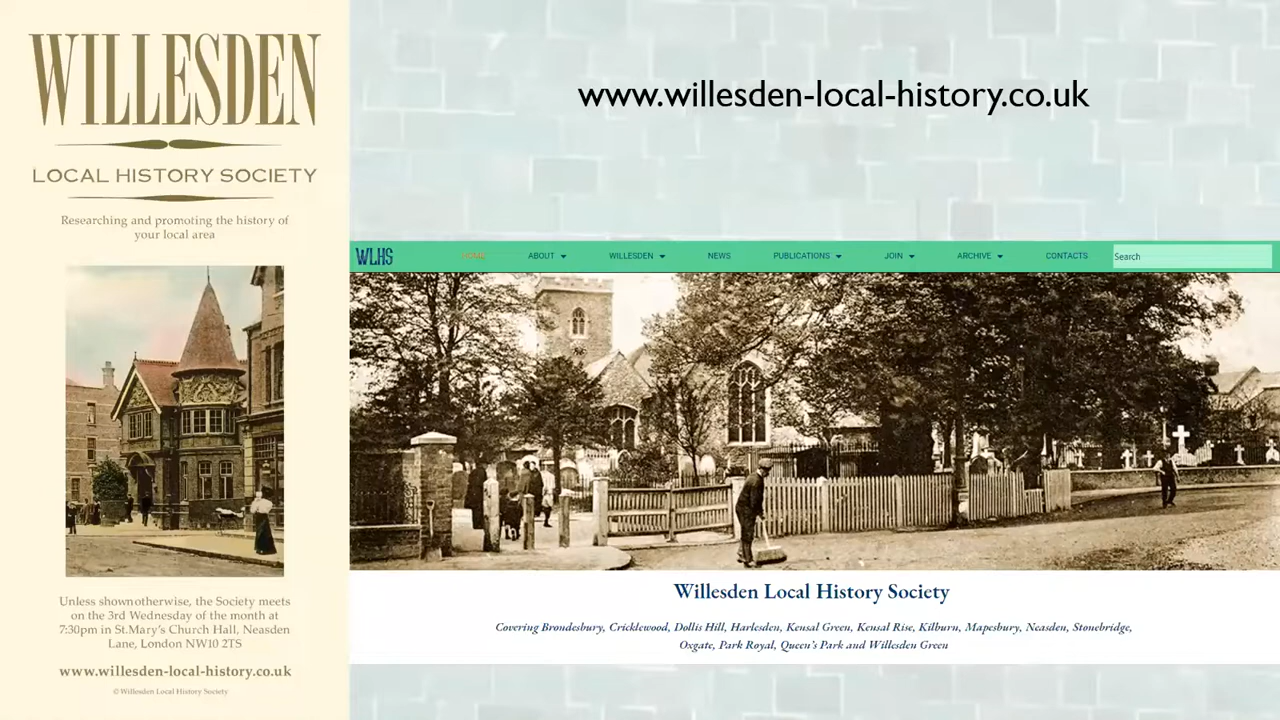 WILLESDEN
LOCAL HISTORY SOCIETY
Researching and promoting the history of
your local area
Unless shown otherwise, the Society meets
on the 3rd Wednesday of the month at
7:30pm in St.Mary's Church Hall, Neasden
Lane, London NW10 2TS
www.willesden-local-history.co.uk
© Willesden Local History Society
www.willesden-local-history.co.uk
WLHS HOME ABOUT WILLESDEN NEWS PUBLICATIONS JOIN ARCHIVE CONTACTS Search
Willesden Local History Society
Covering Brondesbury, Cricklewood, Dollis Hill, Harlesden, Kensal Green, Kensal Rise, Kilburn, Mapesbury, Neasden, Stonebridge,
Oxgate, Park Royal, Queen's Park and Willesden Green